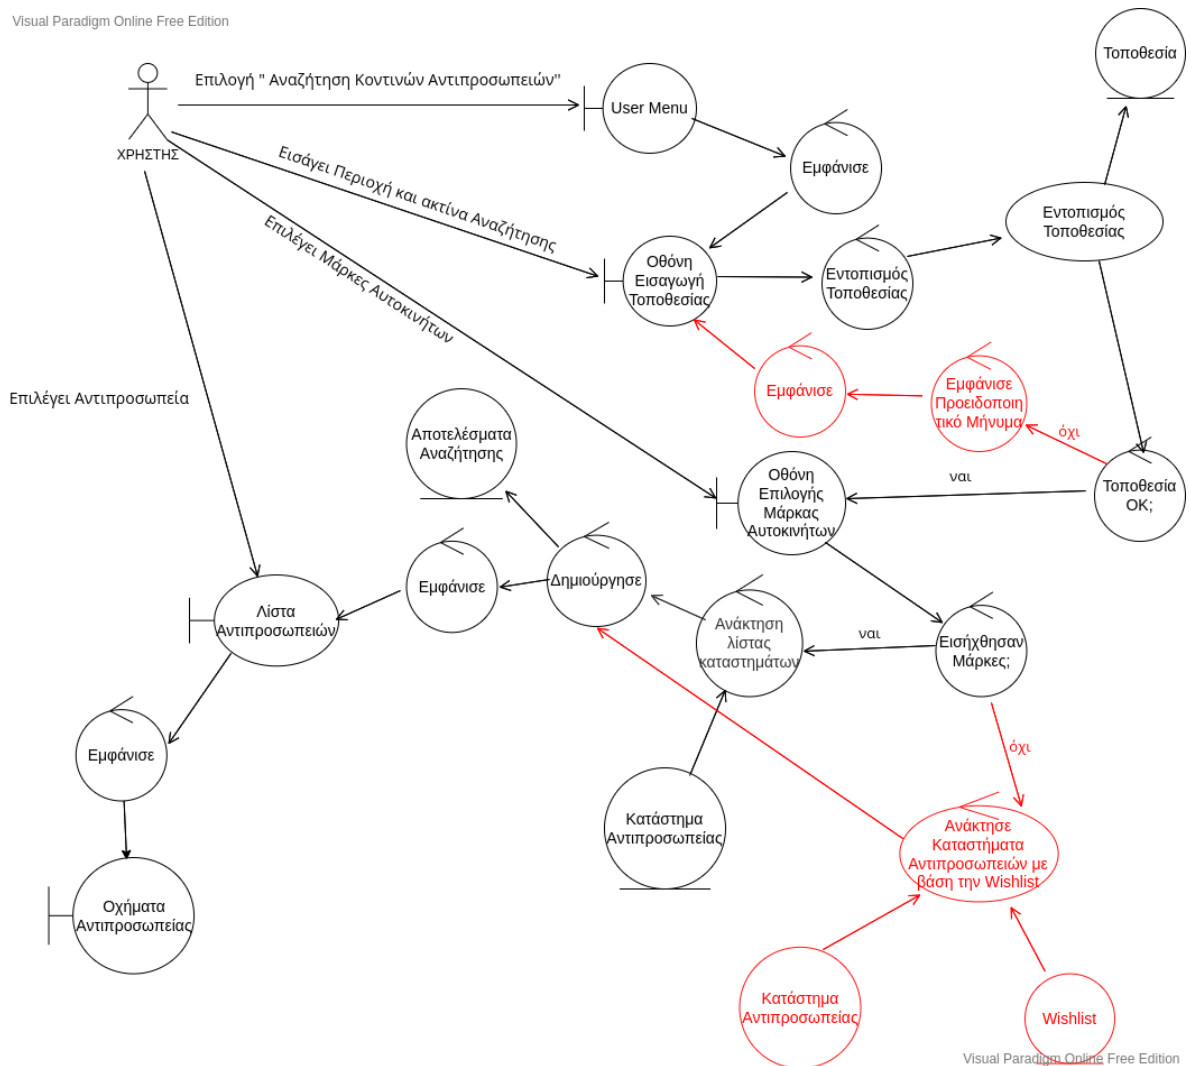 Visual Paradigm Online Free Edition
Τοποθεσία
Επιλογή " Αναζήτηση Κοντινών Αντιπροσωπειών''
User Menu
ΧΡΗΣΤΗΣ
Εμφάνισε
Εισάγει Περιοχή και ακτίνα Αναζήτησης
Επιλέγει Μάρκες Αυτοκινήτων
Εντοπισμός
Τοποθεσίας
Οθόνη
Εισαγωγή
Τοποθεσίας
Εντοπισμός
Τοποθεσίας
Εμφάνισε
Εμφάνισε
Προειδοποιη
τικό Μήνυμα
όχι
Επιλέγει Αντιπροσωπεία
Αποτελέσματα
Αναζήτησης
Οθόνη
Επιλογής
Μάρκας
Αυτοκινήτων
ναι
Τοποθεσία
ΟΚ;
Εμφάνισε
Δημιούργησε
Λίστα
Αντιπροσωπειών
Ανάκτηση
λίστας
καταστημάτων
ναι
Εισήχθησαν
Μάρκες;
Εμφάνισε
όχι
Κατάστημα
Αντιπροσωπείας
Ανάκτησε
Καταστήματα
Αντιπροσωπειών με
βάση την Wishlist
Οχήματα
Αντιπροσωπείας
Κατάστημα
Αντιπροσωπείας
Wishlist
Visual Paradigm Online Free Edition